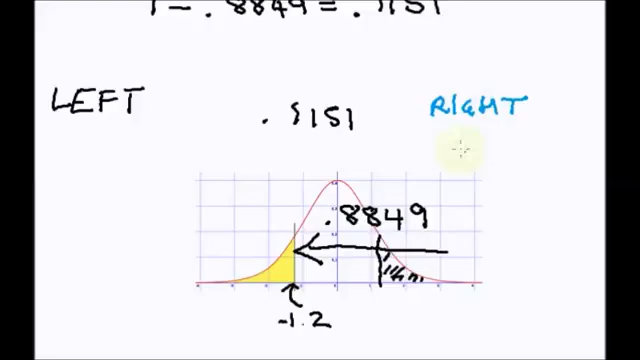 1 - .8849 = .1151
LEFT
.1151
RIGHT
.8849
-1.2